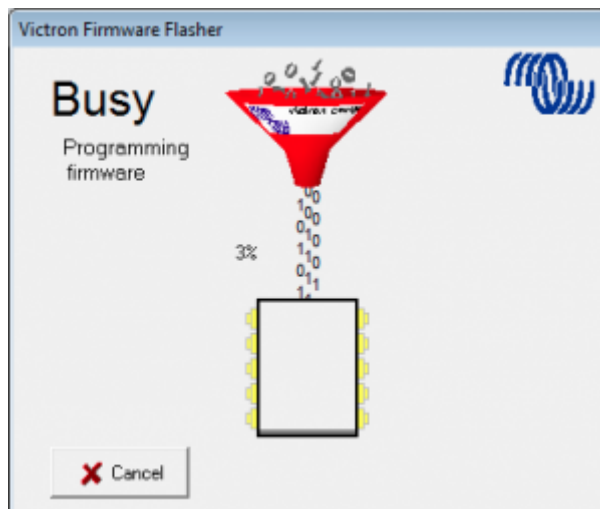 Victron Firmware Flasher
Busy
Programming
firmware
3%
Cancel